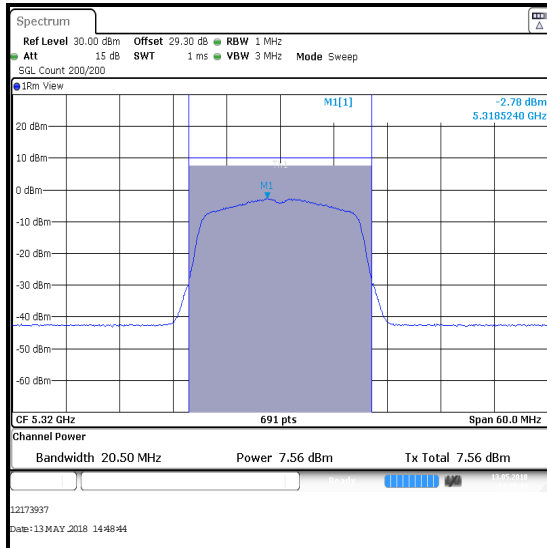 Spectrum
Ref Level 30.00 dBm Offset 29.30 dB RBW 1 MHz
Att 15 dB SWT 1 ms VBW 3 MHz Mode Sweep
SGL Count 200/200
1Rm View
M1[1] -2.78 dBm
5.3185240 GHz
20 dBm
10 dBm
0 dBm
M1
-10 dBm
-20 dBm
-30 dBm
-40 dBm
-50 dBm
-60 dBm
CF 5.32 GHz 691 pts Span 60.0 MHz
Channel Power
Bandwidth 20.50 MHz Power 7.56 dBm Tx Total 7.56 dBm
Ready 13.05.2018
12173937
Date: 13 MAY 2018 14:48:44